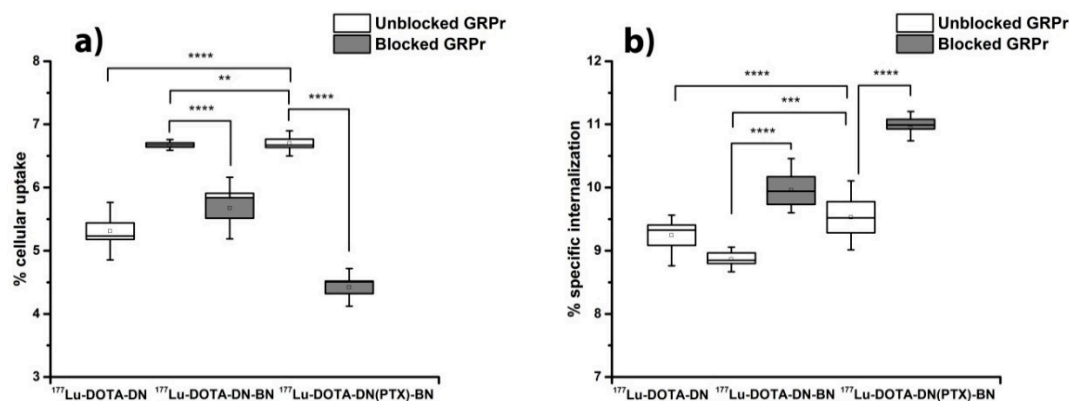 a)
Unblocked GRPr
Blocked GRPr
% cellular uptake
8
7
6
5
4
3
****
**
****
****
¹⁷⁷Lu-DOTA-DN ¹⁷⁷Lu-DOTA-DN-BN ¹⁷⁷Lu-DOTA-DN(PTX)-BN
b)
Unblocked GRPr
Blocked GRPr
% specific internalization
12
11
10
9
8
7
6
****
****
***
****
¹⁷⁷Lu-DOTA-DN ¹⁷⁷Lu-DOTA-DN-BN ¹⁷⁷Lu-DOTA-DN(PTX)-BN